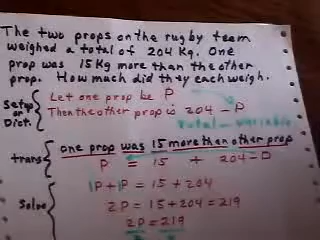 The two props on the rugby team
weighed a total of 204 Kg. One
prop was 15 Kg more than the other
prop. How much did they each weigh.
Setup or Dict. { Let one prop be P
Then the other prop is 204 - P
Total - variable
trans { one prop was 15 more than other prop
P = 15 + 204 - P
Solve { 1P + 1P = 15 + 204
2P = 15 + 204 = 219
2P = 219